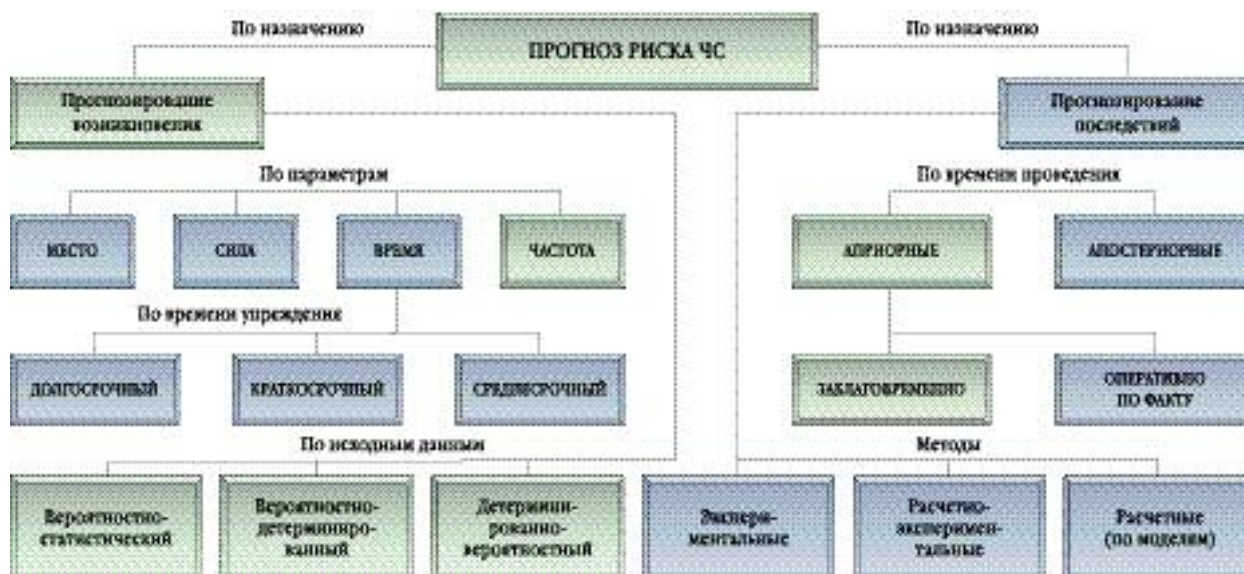 По назначению
ПРОГНОЗ РИСКА ЧС
По назначению
Прогнозирование
возникновения
Прогнозирование
последствий
По параметрам
По времени проведения
МЕСТО
СИЛА
ВРЕМЯ
ЧАСТОТА
АПРИОРНЫЕ
АПОСТЕРИОРНЫЕ
По времени упреждения
ДОЛГОСРОЧНЫЙ
КРАТКОСРОЧНЫЙ
СРЕДНЕСРОЧНЫЙ
ЗАБЛАГОВРЕМЕННО
ОПЕРАТИВНО
ПО ФАКТУ
По исходным данным
Методы
Вероятностно-
статистический
Вероятностно-
детерминиро-
ванный
Детермини-
рованно-
вероятностный
Экспери-
ментальные
Расчетно-
эксперимен-
тальные
Расчетные
(по моделям)